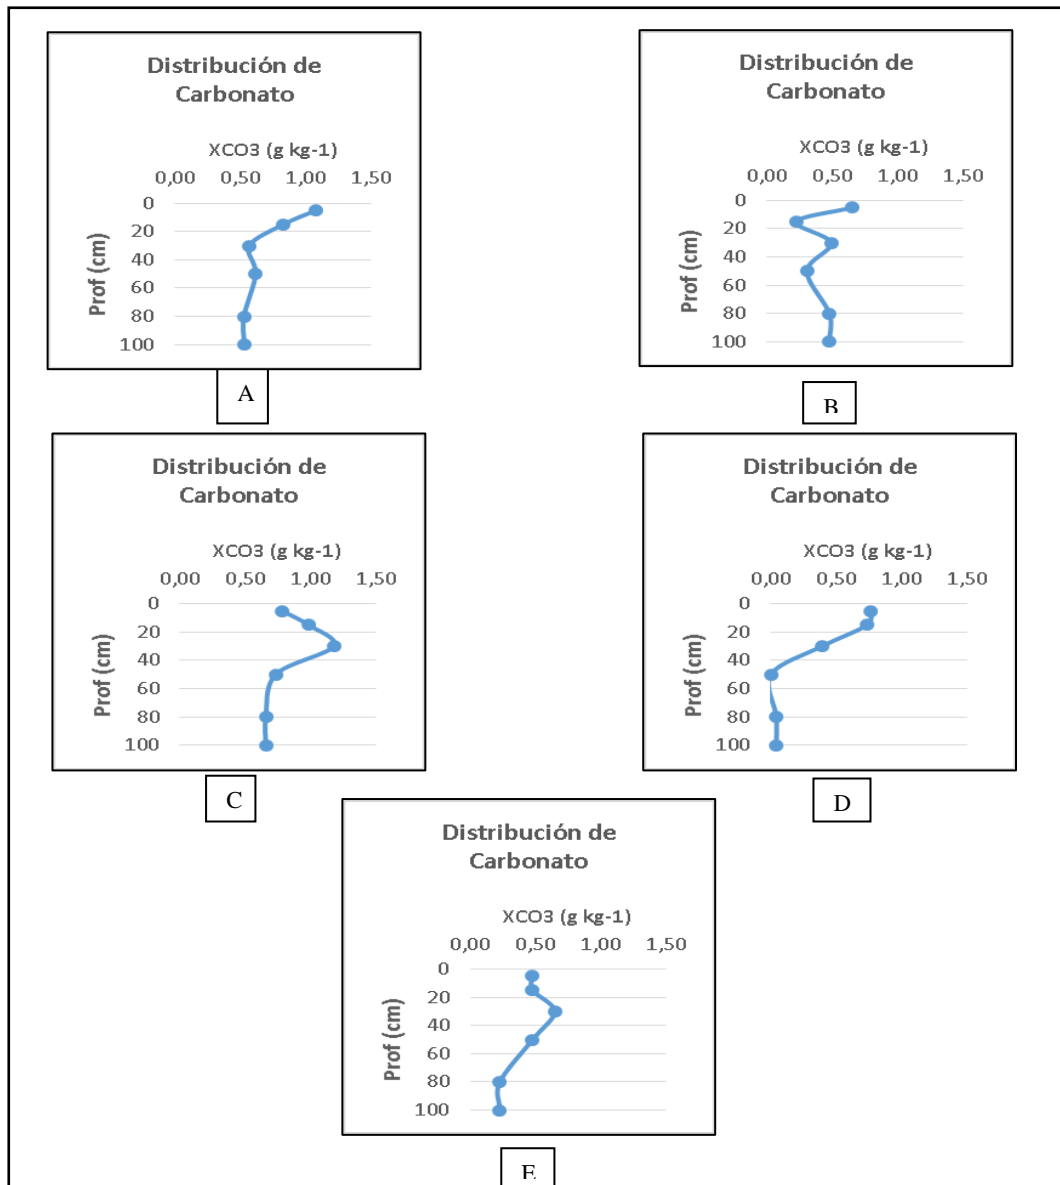 Distribución de
Carbonato
XCO3 (g kg-1)
0,00 0,50 1,00 1,50
Prof (cm)
0
20
40
60
80
100
A
Distribución de
Carbonato
XCO3 (g kg-1)
0,00 0,50 1,00 1,50
Prof (cm)
0
20
40
60
80
100
B
Distribución de
Carbonato
XCO3 (g kg-1)
0,00 0,50 1,00 1,50
Prof (cm)
0
20
40
60
80
100
C
Distribución de
Carbonato
XCO3 (g kg-1)
0,00 0,50 1,00 1,50
Prof (cm)
0
20
40
60
80
100
D
Distribución de
Carbonato
XCO3 (g kg-1)
0,00 0,50 1,00 1,50
Prof (cm)
0
20
40
60
80
100
E